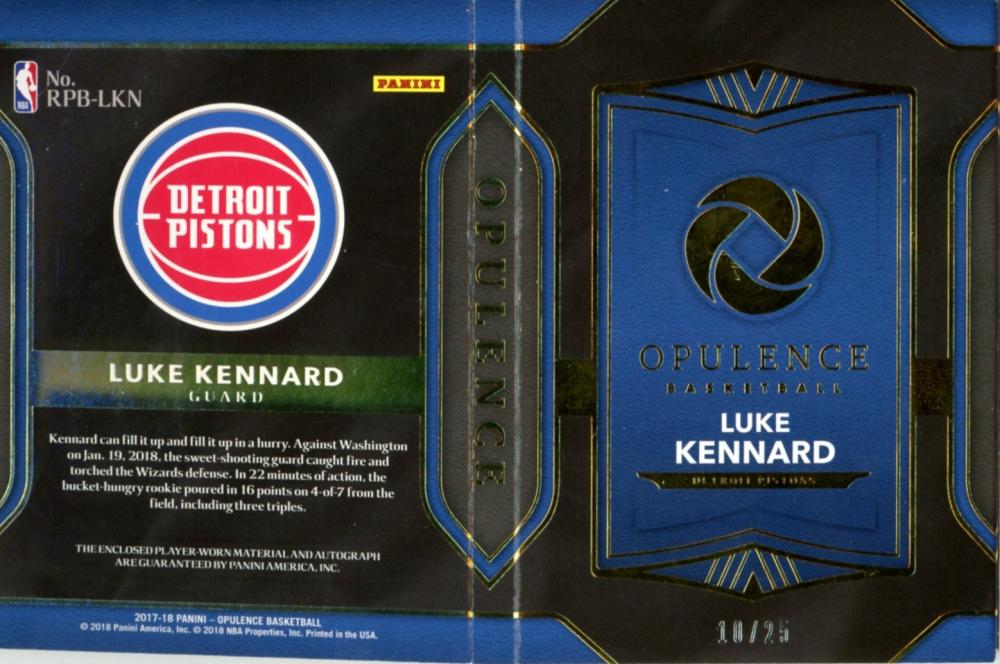 NBA
No.
RPB-LKN
PANINI
DETROIT
PISTONS
LUKE KENNARD
GUARD
Kennard can fill it up and fill it up in a hurry. Against Washington
on Jan. 19, 2018, the sweet-shooting guard caught fire and
torched the Wizards defense. In 22 minutes of action, the
bucket-hungry rookie poured in 16 points on 4-of-7 from the
field, including three triples.
THE ENCLOSED PLAYER-WORN MATERIAL AND AUTOGRAPH
ARE GUARANTEED BY PANINI AMERICA, INC.
2017-18 PANINI – OPULENCE BASKETBALL
© 2018 Panini America, Inc. © 2018 NBA Properties, Inc. Printed in the USA.
OPULENCE
OPULENCE
BASKETBALL
LUKE
KENNARD
DETROIT PISTONS
10/25